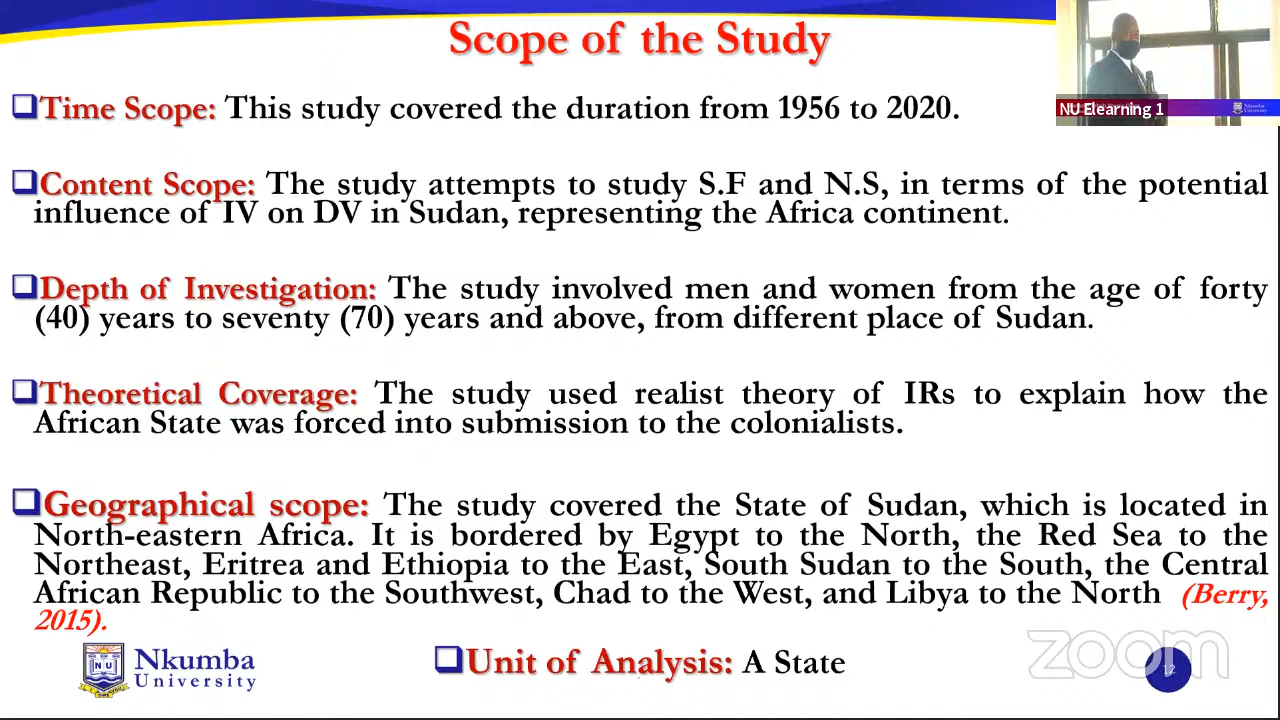 Scope of the Study
NU Elearning 1
Nkumba
University
Time Scope: This study covered the duration from 1956 to 2020.
Content Scope: The study attempts to study S.F and N.S, in terms of the potential
influence of IV on DV in Sudan, representing the Africa continent.
Depth of Investigation: The study involved men and women from the age of forty
(40) years to seventy (70) years and above, from different place of Sudan.
Theoretical Coverage: The study used realist theory of IRs to explain how the
African State was forced into submission to the colonialists.
Geographical scope: The study covered the State of Sudan, which is located in
North-eastern Africa. It is bordered by Egypt to the North, the Red Sea to the
Northeast, Eritrea and Ethiopia to the East, South Sudan to the South, the Central
African Republic to the Southwest, Chad to the West, and Libya to the North (Berry,
2015).
NU
Nkumba
University
Unit of Analysis: A State
zoom
12